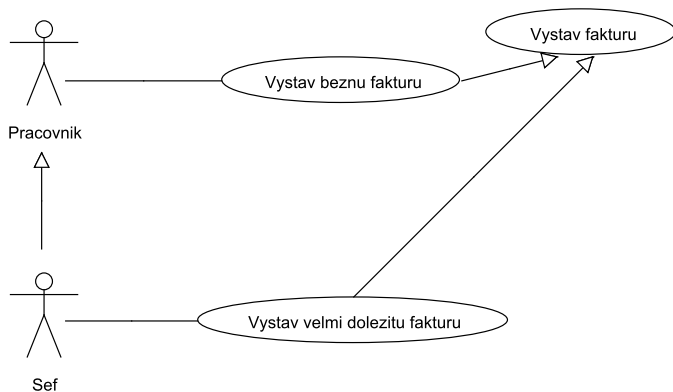 Vystav fakturu
Vystav beznu fakturu
Pracovnik
Vystav velmi dolezitu fakturu
Sef